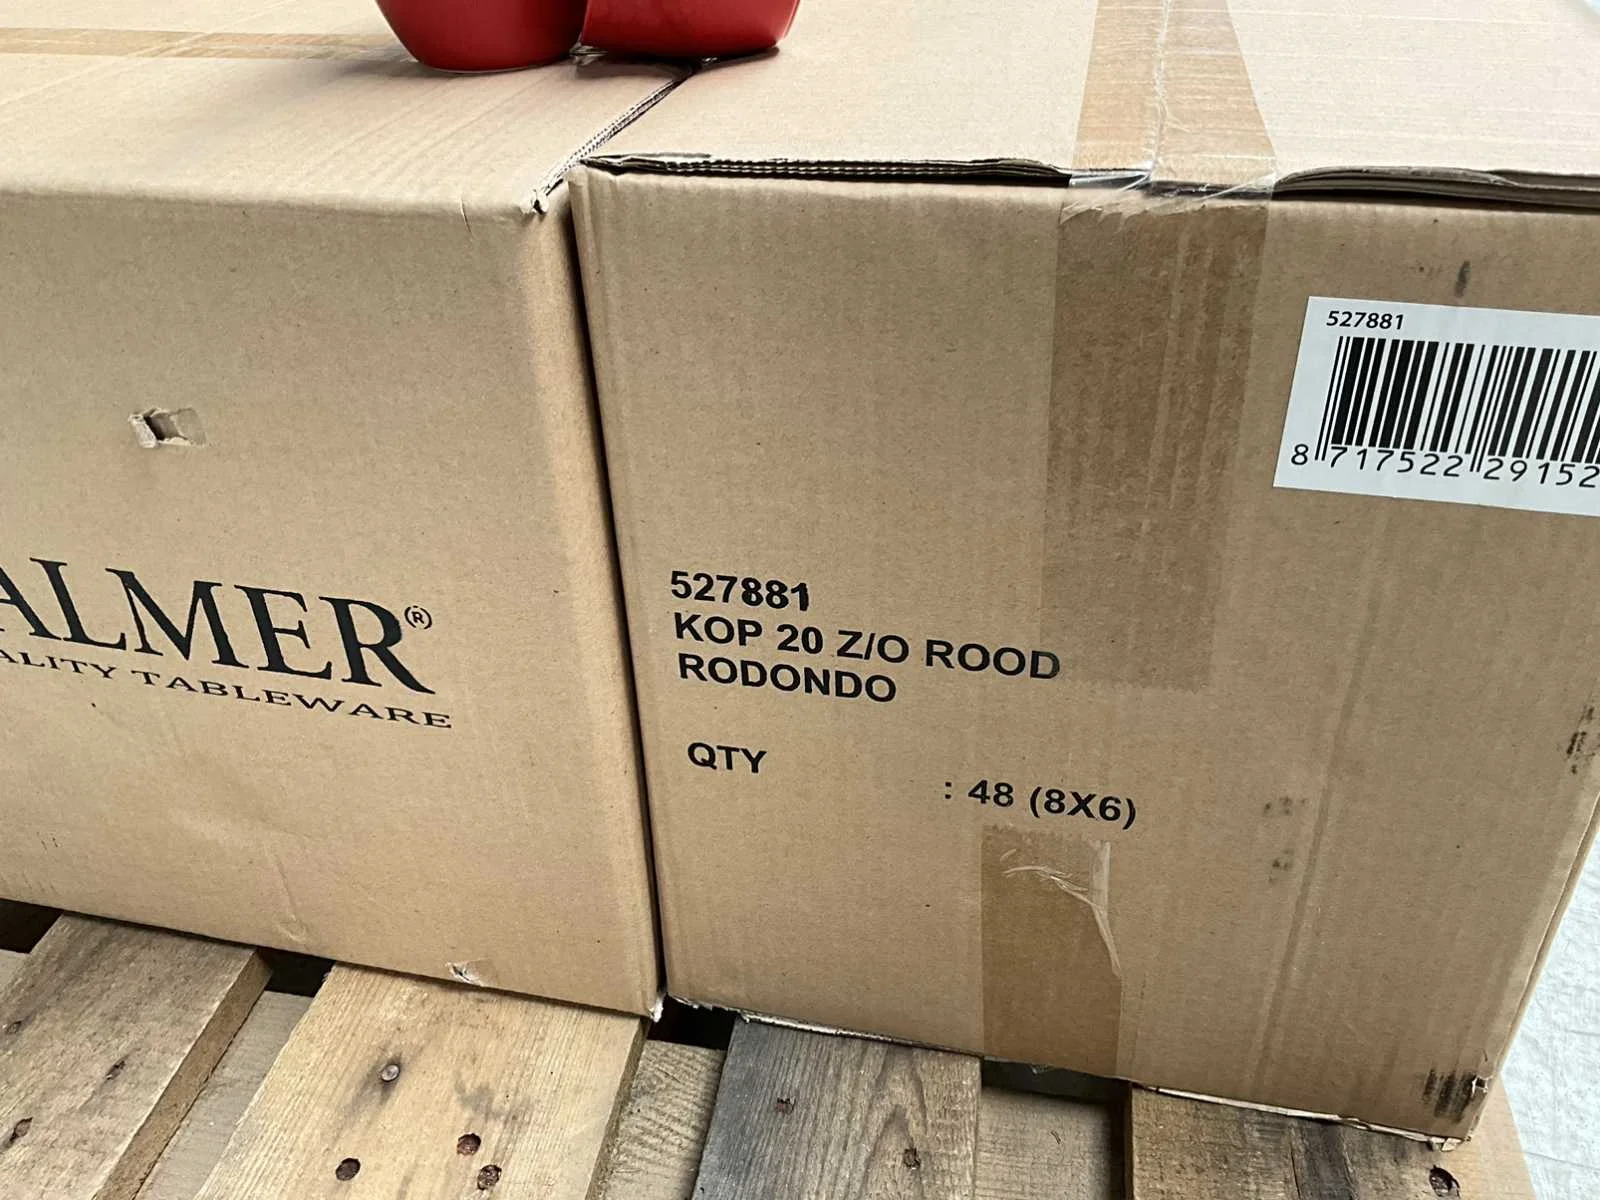 527881
8 717522 29152
ALMER®
ALITY TABLEWARE
527881
KOP 20 Z/O ROOD
RODONDO
QTY : 48 (8X6)